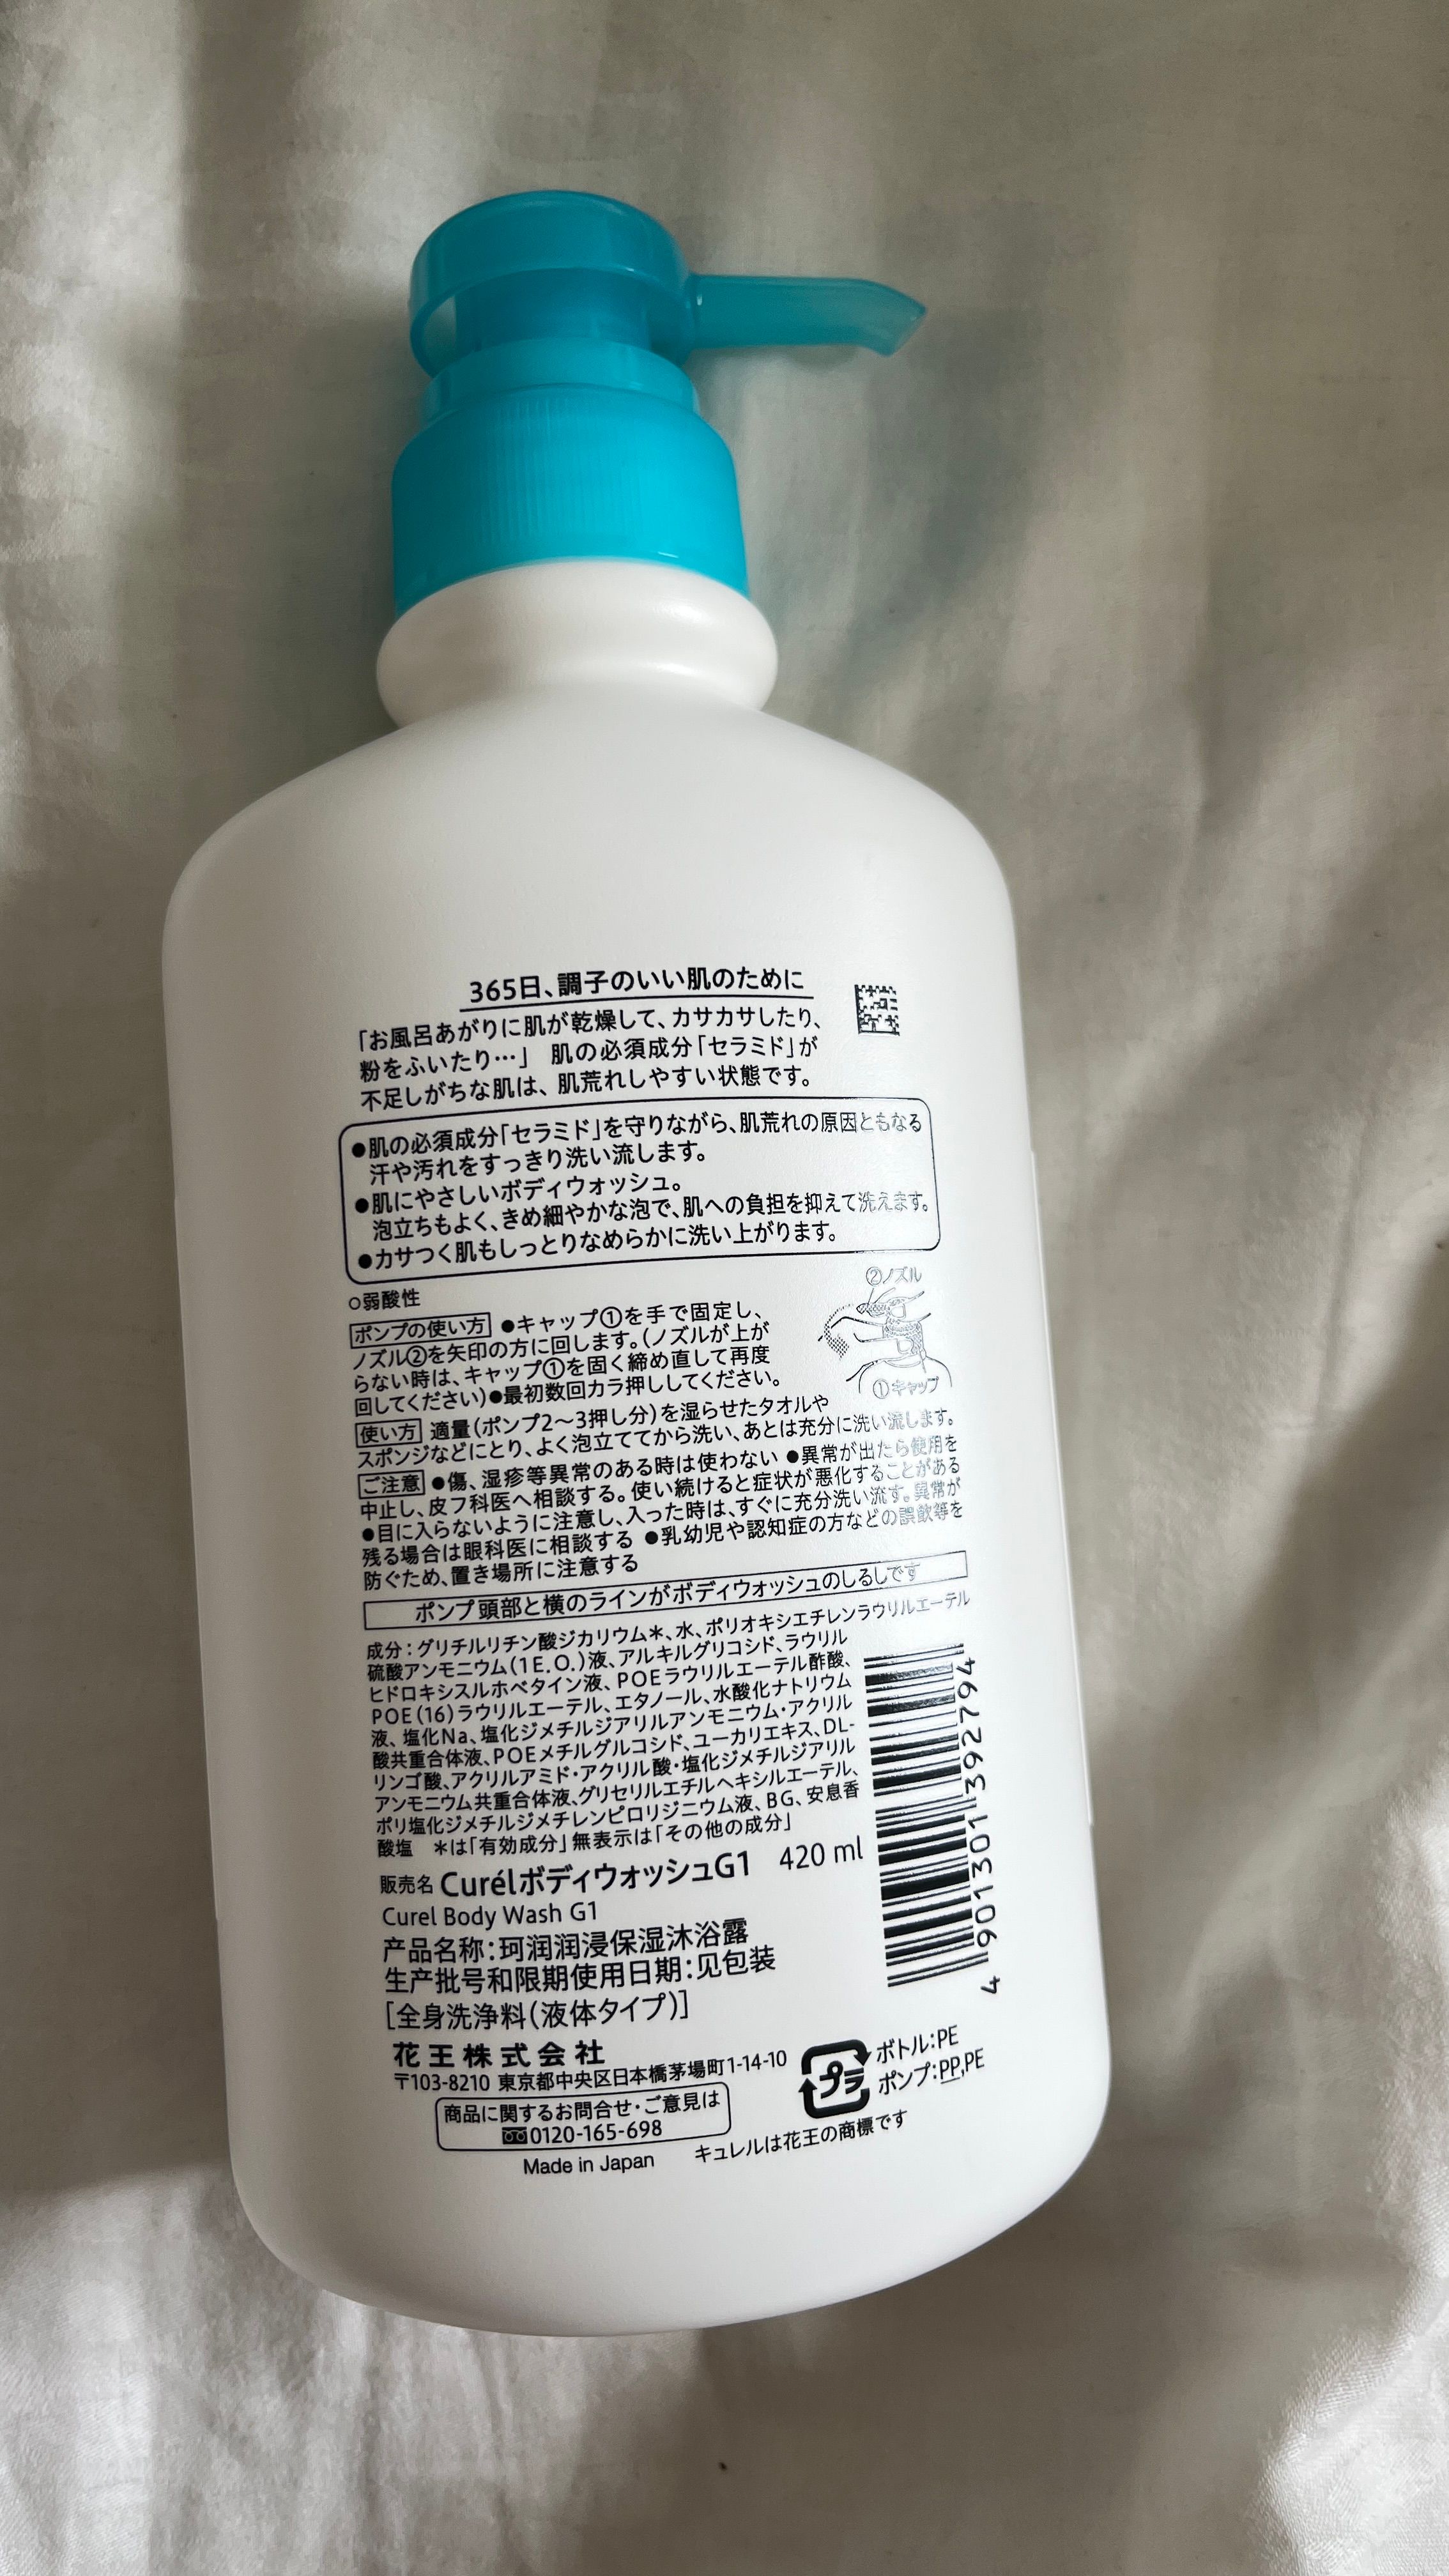 365日、調子のいい肌のために
「お風呂あがりに肌が乾燥して、カサカサしたり、
粉をふいたり…」 肌の必須成分「セラミド」が
不足しがちな肌は、肌荒れしやすい状態です。
●肌の必須成分「セラミド」を守りながら、肌荒れの原因ともなる
汗や汚れをすっきり洗い流します。
●肌にやさしいボディウォッシュ。
泡立ちもよく、きめ細やかな泡で、肌への負担を抑えて洗えます。
●カサつく肌もしっとりなめらかに洗い上がります。
○弱酸性
②ノズル
①キャップ
ポンプの使い方 ●キャップ①を手で固定し、
ノズル②を矢印の方に回します。(ノズルが上が
らない時は、キャップ①を固く締め直して再度
回してください)●最初数回カラ押ししてください。
使い方 適量(ポンプ2〜3押し分)を湿らせたタオルや
スポンジなどにとり、よく泡立ててから洗い、あとは充分に洗い流します。
ご注意 ●傷、湿疹等異常のある時は使わない ●異常が出たら使用を
中止し、皮フ科医へ相談する。使い続けると症状が悪化することがある
●目に入らないように注意し、入った時は、すぐに充分洗い流す。異常が
残る場合は眼科医に相談する ●乳幼児や認知症の方などの誤飲等を
防ぐため、置き場所に注意する
ポンプ頭部と横のラインがボディウォッシュのしるしです
成分:グリチルリチン酸ジカリウム*、水、ポリオキシエチレンラウリルエーテル
硫酸アンモニウム(1E.O.)液、アルキルグリコシド、ラウリル
ヒドロキシスルホベタイン液、POEラウリルエーテル酢酸、
POE(16)ラウリルエーテル、エタノール、水酸化ナトリウム
液、塩化Na、塩化ジメチルジアリルアンモニウム・アクリル
酸共重合体液、POEメチルグルコシド、ユーカリエキス、DL-
リンゴ酸、アクリルアミド・アクリル酸・塩化ジメチルジアリル
アンモニウム共重合体液、グリセリルエチルヘキシルエーテル、
ポリ塩化ジメチルジメチレンピロリジニウム液、BG、安息香
酸塩 *は「有効成分」無表示は「その他の成分」
販売名 CurélボディウォッシュG1 420 ml
Curel Body Wash G1
产品名称:珂润润浸保湿沐浴露
生产批号和限期使用日期:见包装
[全身洗浄料(液体タイプ)]
花王株式会社
〒103-8210 東京都中央区日本橋茅場町1-14-10
商品に関するお問合せ・ご意見は
0120-165-698
Made in Japan
キュレルは花王の商標です
プラ
ボトル:PE
ポンプ:PP,PE
4901301392794